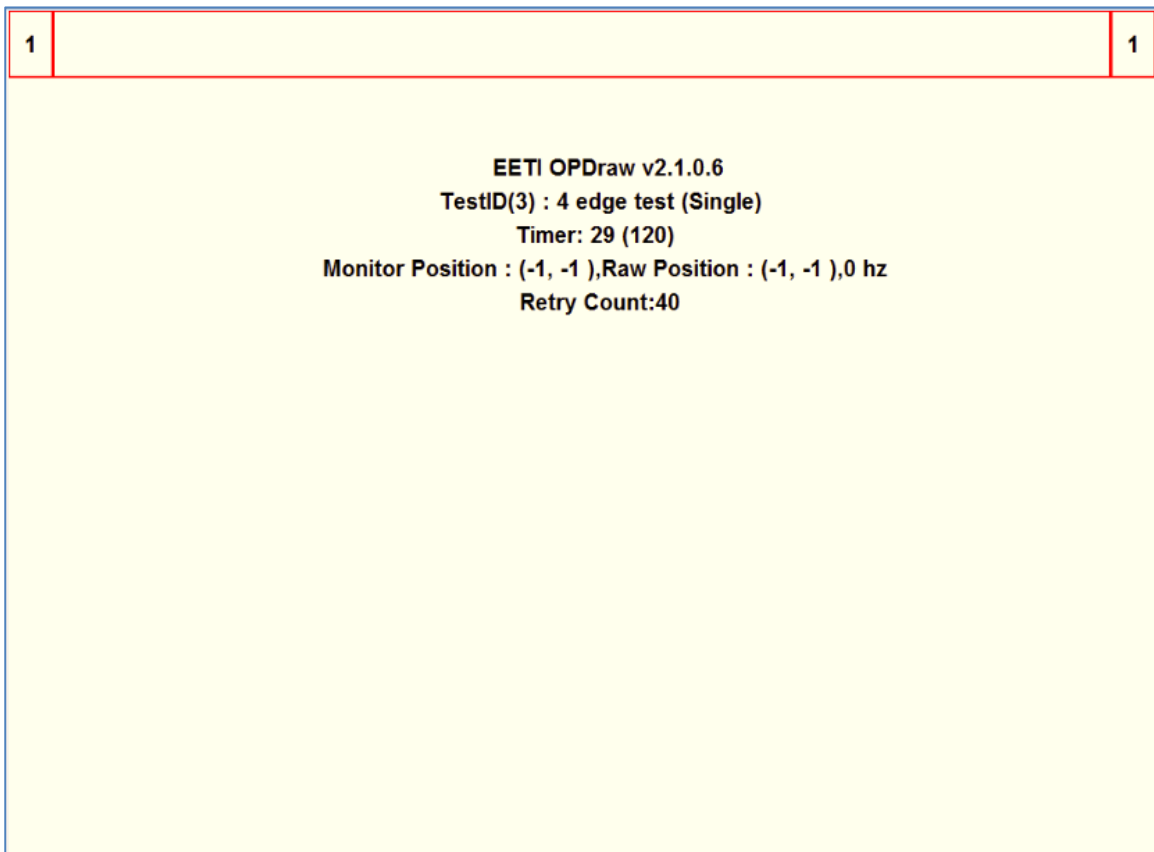 1 1
EETI OPDraw v2.1.0.6
TestID(3) : 4 edge test (Single)
Timer: 29 (120)
Monitor Position : (-1, -1 ),Raw Position : (-1, -1 ),0 hz
Retry Count:40